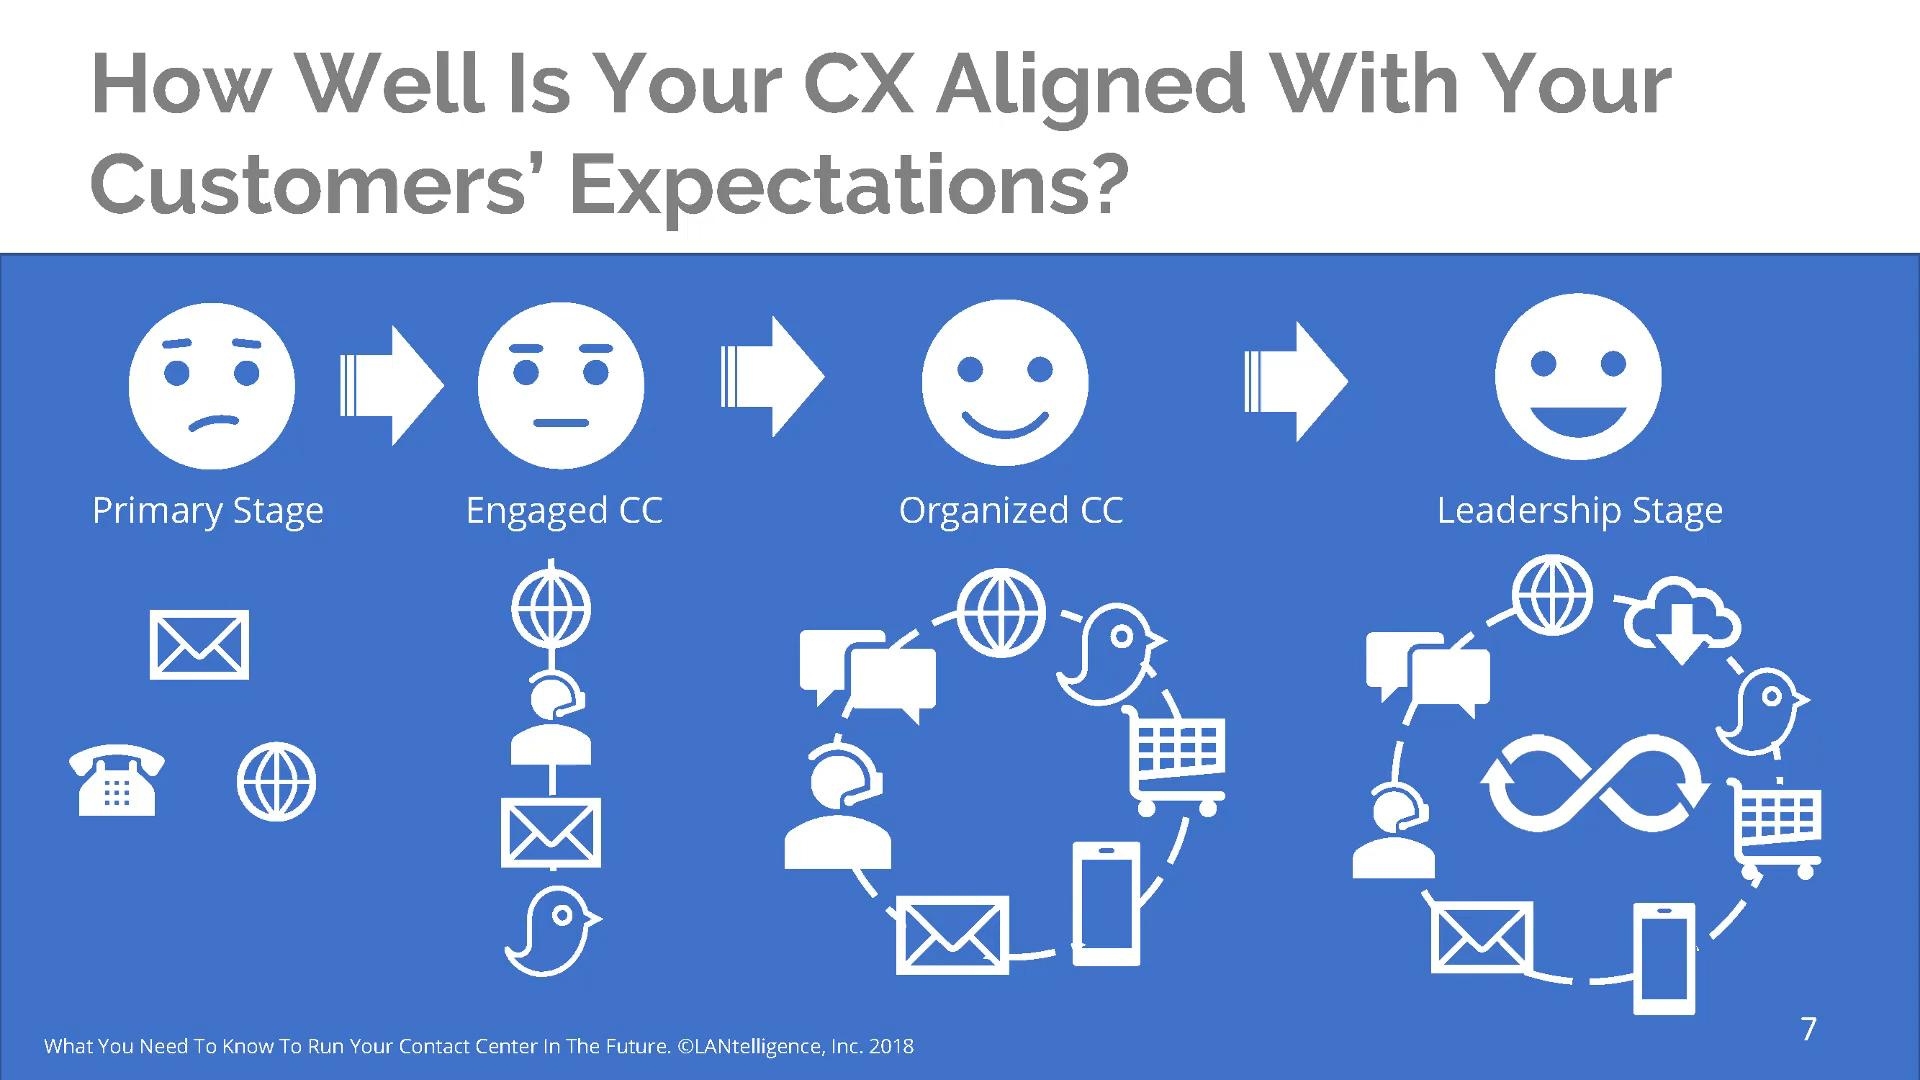 How Well Is Your CX Aligned With Your
Customers’ Expectations?
Primary Stage
Engaged CC
Organized CC
Leadership Stage
What You Need To Know To Run Your Contact Center In The Future. ©LANtelligence, Inc. 2018
7